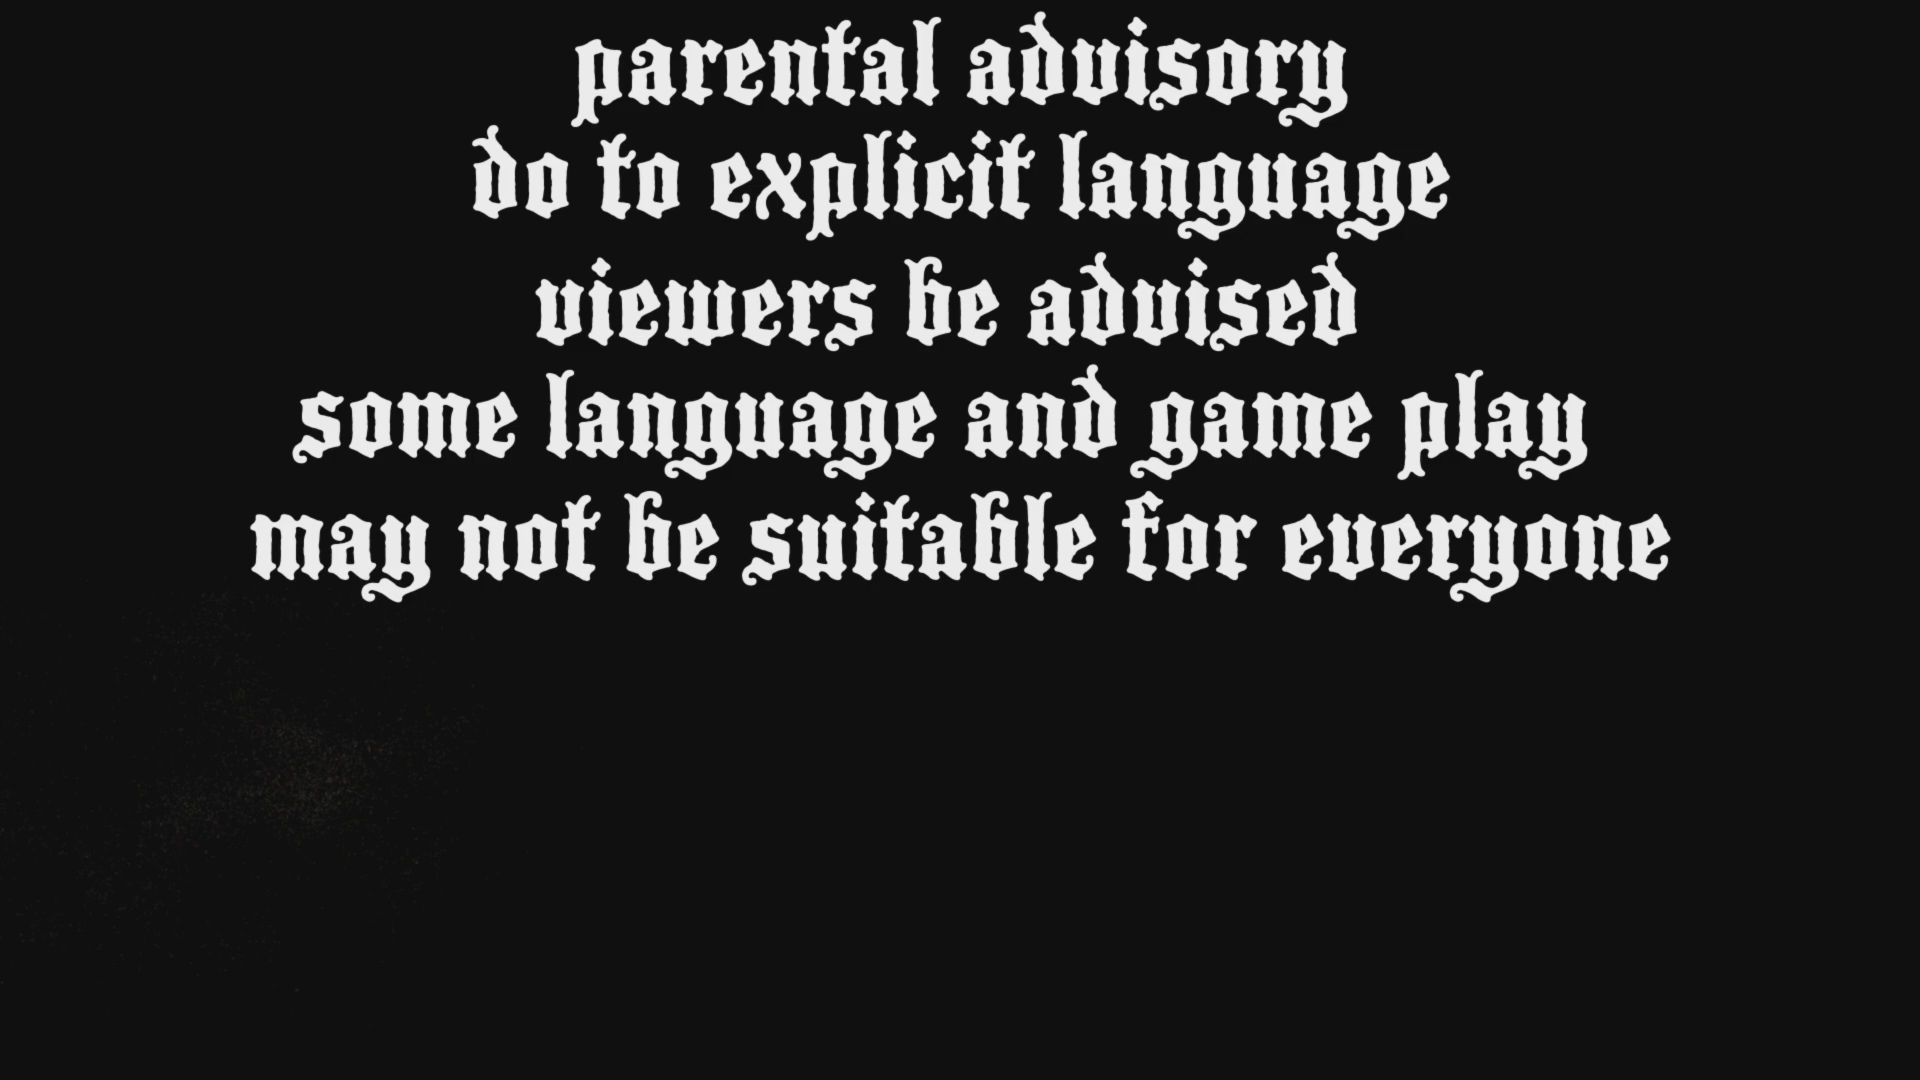 parental advisory
do to explicit language
viewers be advised
some language and game play
may not be suitable for everyone